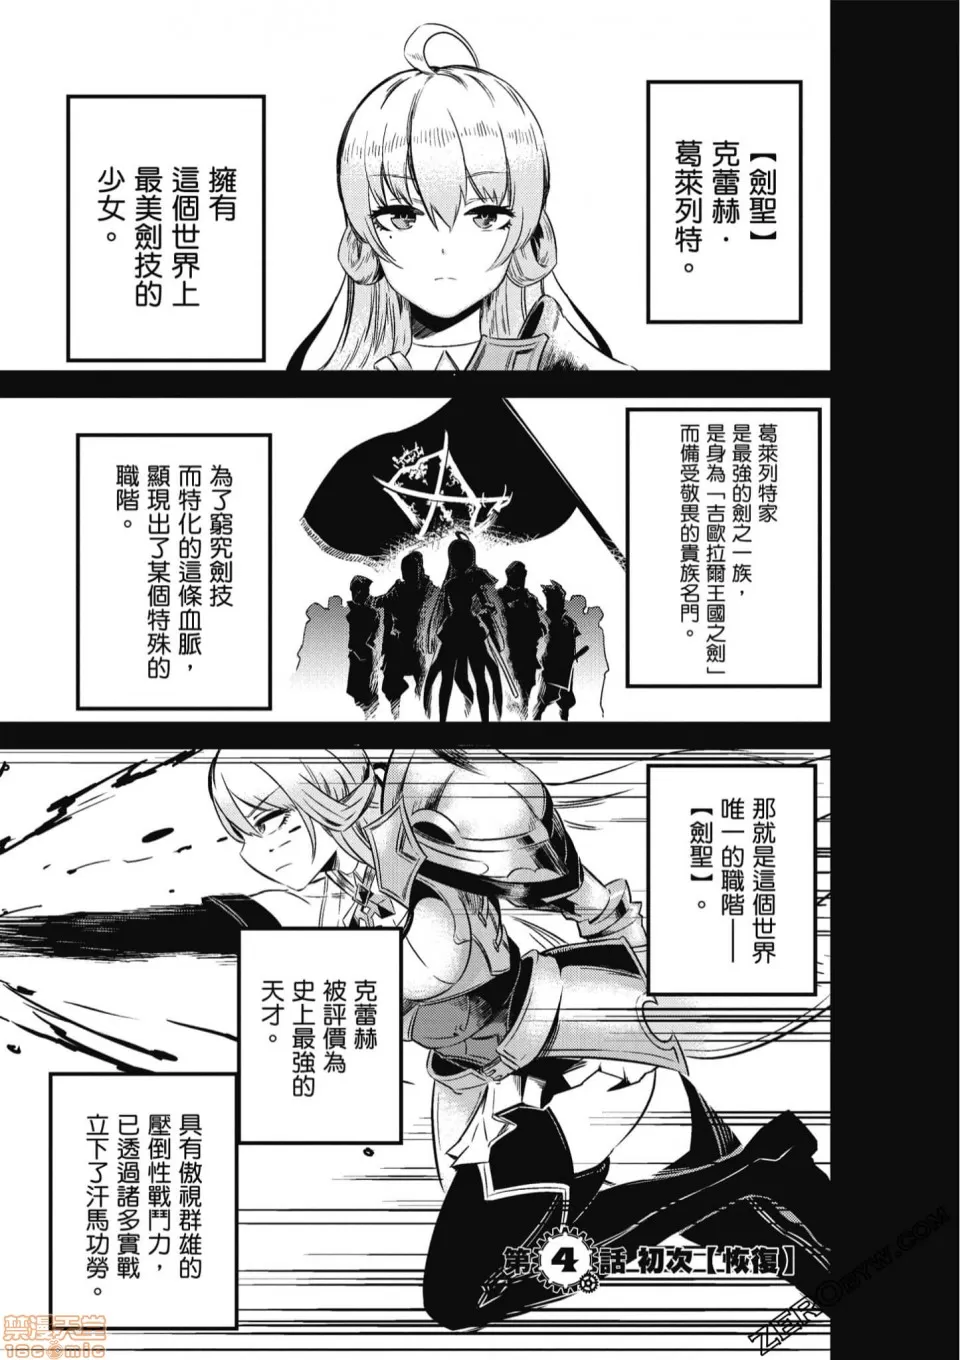 【劍聖】
克蕾赫·
葛萊列特。
擁有
這個世界上
最美劍技的
少女。
葛萊列特家
是最強的劍之一族，
是身為「吉歐拉爾王國之劍」
而備受敬畏的貴族名門。
為了窮究劍技
而特化的這條血脈，
顯現出了某個特殊的
職階。
那就是這個世界
唯一的職階——
【劍聖】。
克蕾赫
被評價為
史上最強的
天才。
具有傲視群雄的
壓倒性戰鬥力，
已透過諸多實戰
立下了汗馬功勞。
第4話 初次【恢復】
禁漫天堂
18comic
ZEROBYW.COM